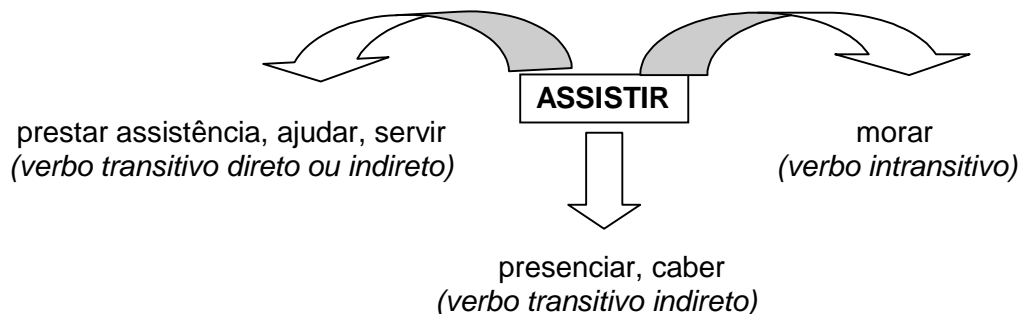 ASSISTIR
prestar assistência, ajudar, servir
(verbo transitivo direto ou indireto)
morar
(verbo intransitivo)
presenciar, caber
(verbo transitivo indireto)